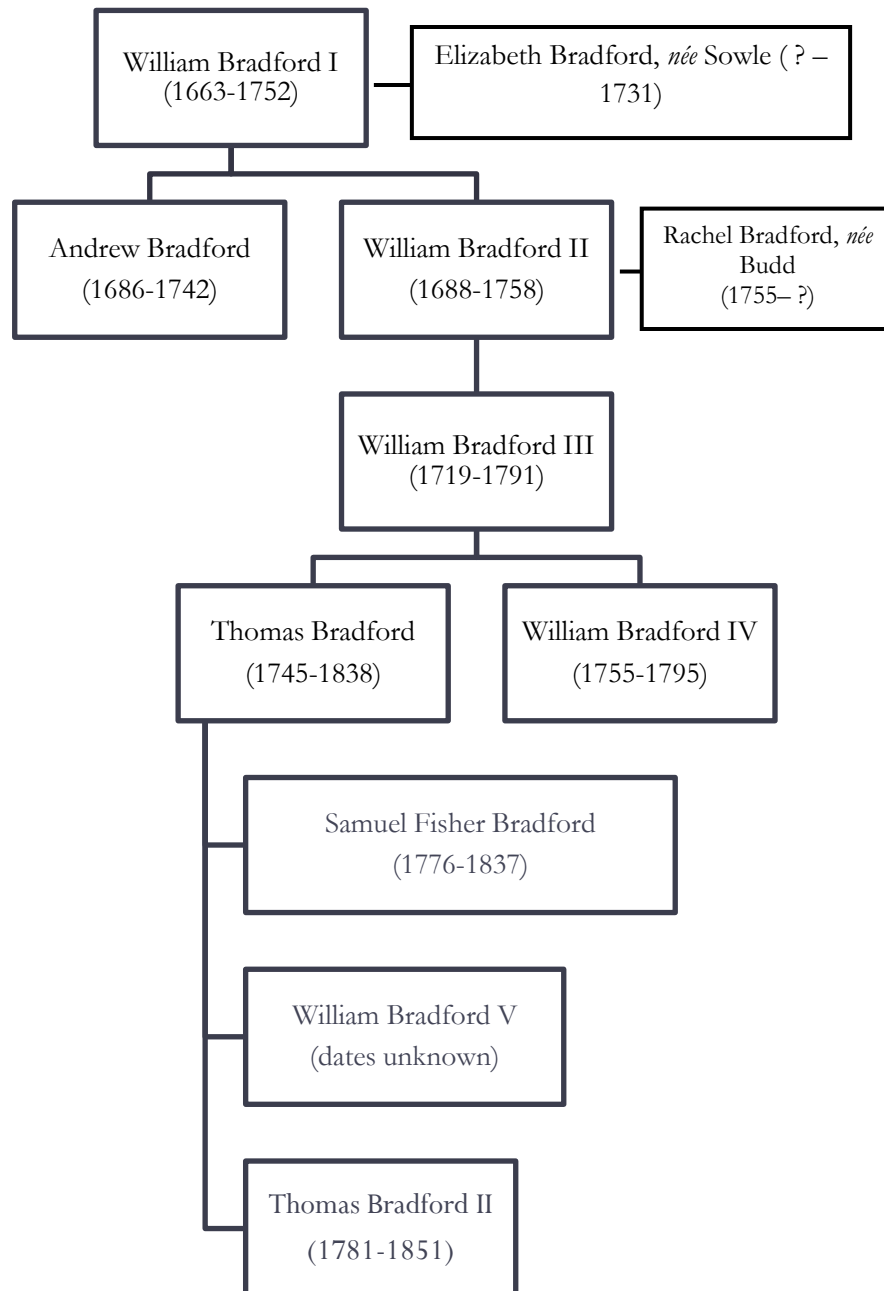 William Bradford I
(1663-1752)
Elizabeth Bradford, née Sowle ( ? –
1731)
Andrew Bradford
(1686-1742)
William Bradford II
(1688-1758)
Rachel Bradford, née
Budd
(1755– ?)
William Bradford III
(1719-1791)
Thomas Bradford
(1745-1838)
William Bradford IV
(1755-1795)
Samuel Fisher Bradford
(1776-1837)
William Bradford V
(dates unknown)
Thomas Bradford II
(1781-1851)